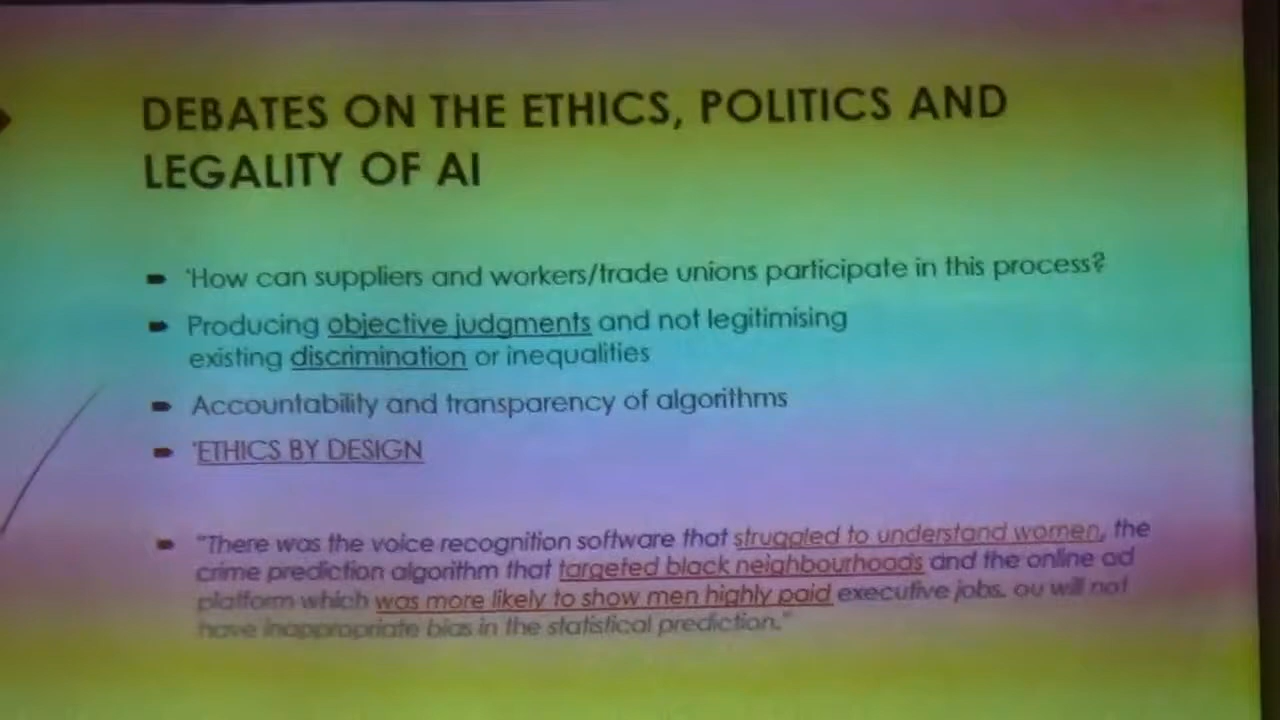 DEBATES ON THE ETHICS, POLITICS AND
LEGALITY OF AI
'How can suppliers and workers/trade unions participate in this process?
Producing objective judgments and not legitimising
existing discrimination or inequalities
Accountability and transparency of algorithms
'ETHICS BY DESIGN
"There was the voice recognition software that struggled to understand women, the
crime prediction algorithm that targeted black neighbourhoods and the online ad
platform which was more likely to show men highly paid executive jobs. ou will not
have inappropriate bias in the statistical prediction."